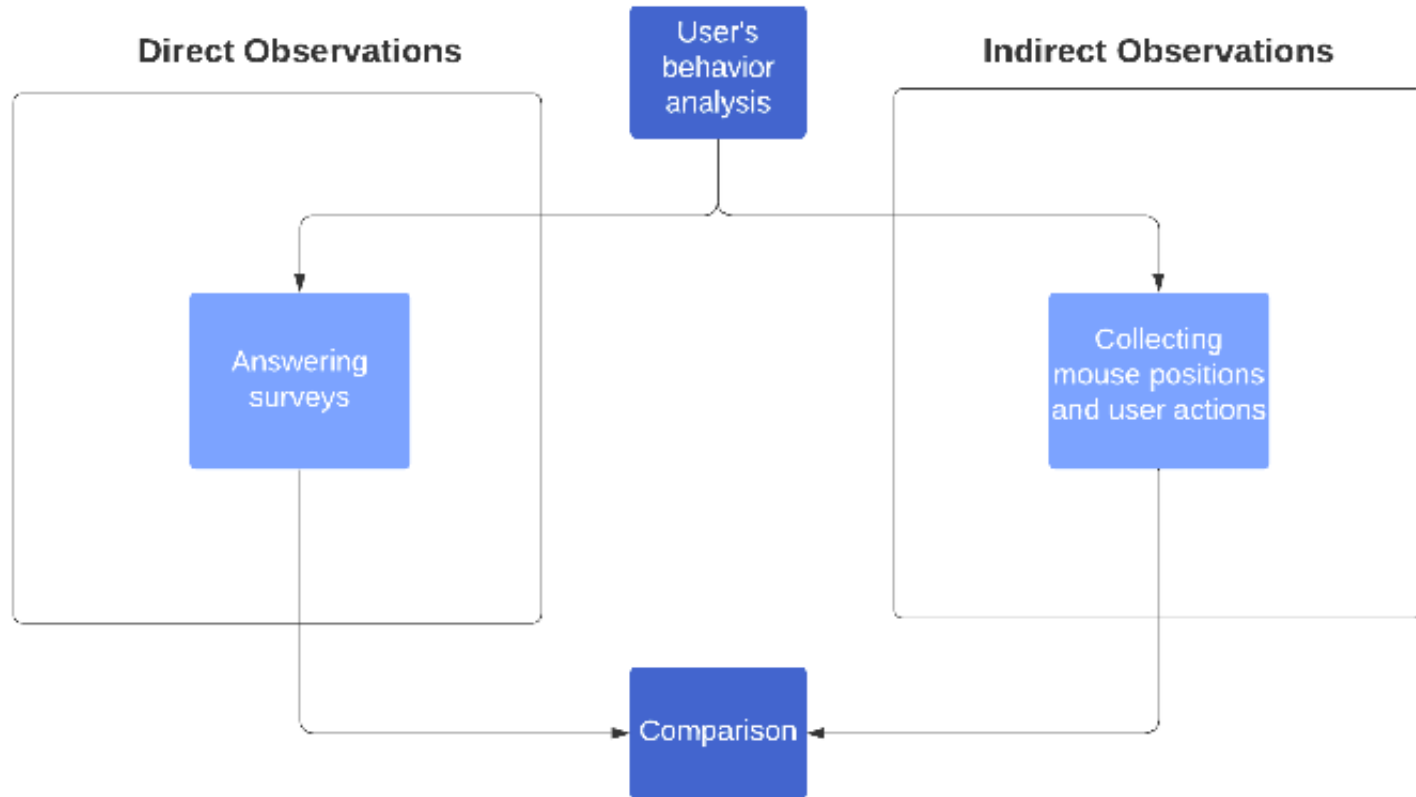 Direct Observations
User's
behavior
analysis
Indirect Observations
Answering
surveys
Collecting
mouse positions
and user actions
Comparison